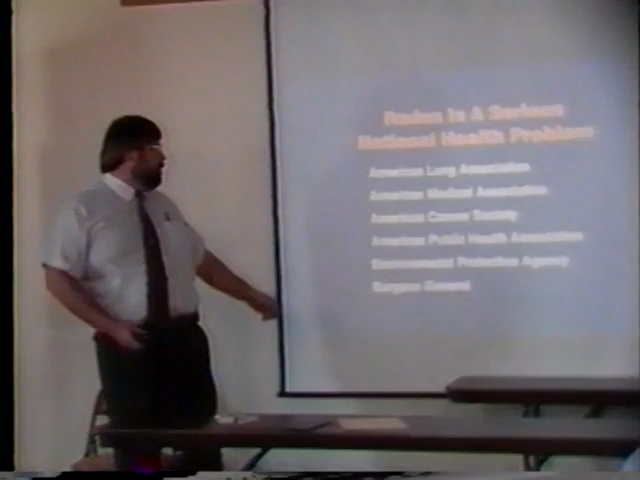 Radon Is A Serious
National Health Problem
American Lung Association
American Medical Association
American Cancer Society
American Public Health Association
Environmental Protection Agency
Surgeon General